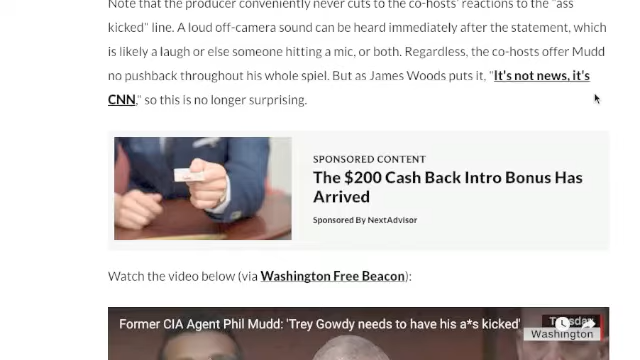 Note that the producer conveniently never cuts to the co-hosts' reactions to the "ass
kicked" line. A loud off-camera sound can be heard immediately after the statement, which
is likely a laugh or else someone hitting a mic, or both. Regardless, the co-hosts offer Mudd
no pushback throughout his whole spiel. But as James Woods puts it, "It's not news, it's
CNN," so this is no longer surprising.
SPONSORED CONTENT
The $200 Cash Back Intro Bonus Has
Arrived
Sponsored By NextAdvisor
Watch the video below (via Washington Free Beacon):
Former CIA Agent Phil Mudd: 'Trey Gowdy needs to have his a*s kicked'
Tuesday
Washington